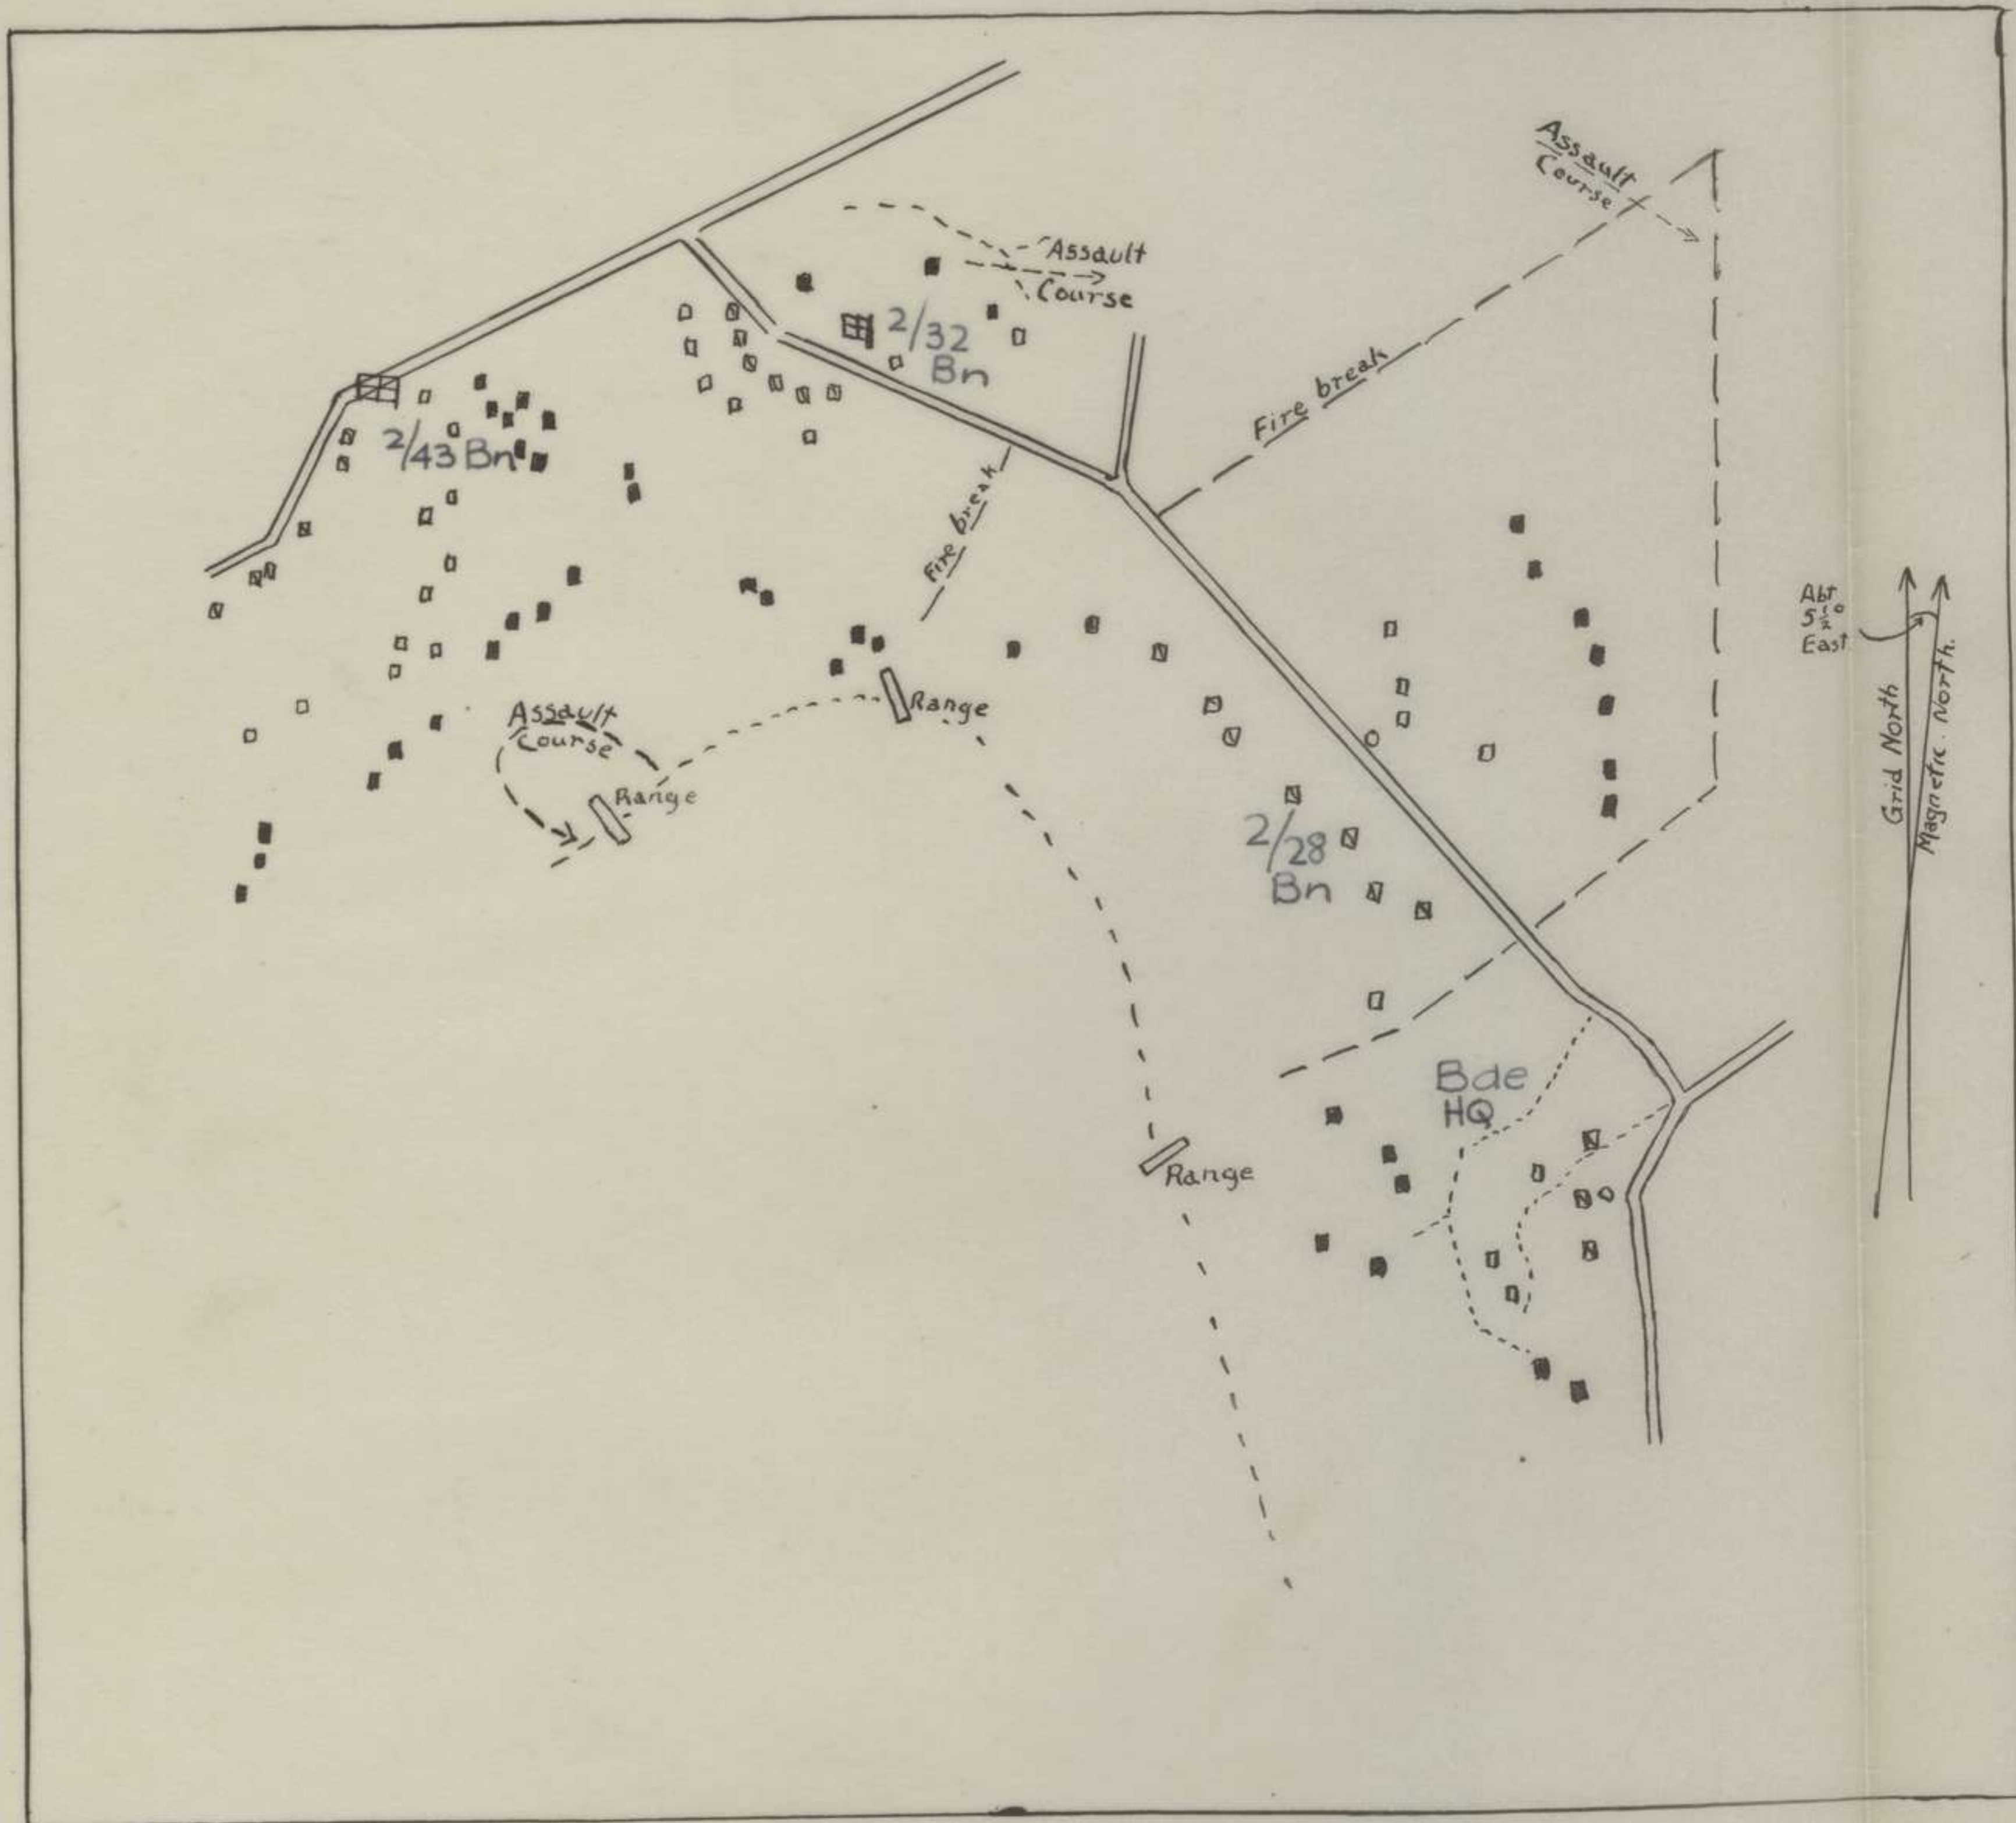 Assault
Course
Assault
Course
2/32
Bn
Fire break
2/43 Bn
Fire break
Abt
5½°
East
Grid North
Magnetic. North.
Assault
Course
Range
Range
2/28
Bn
Bde
HQ
Range